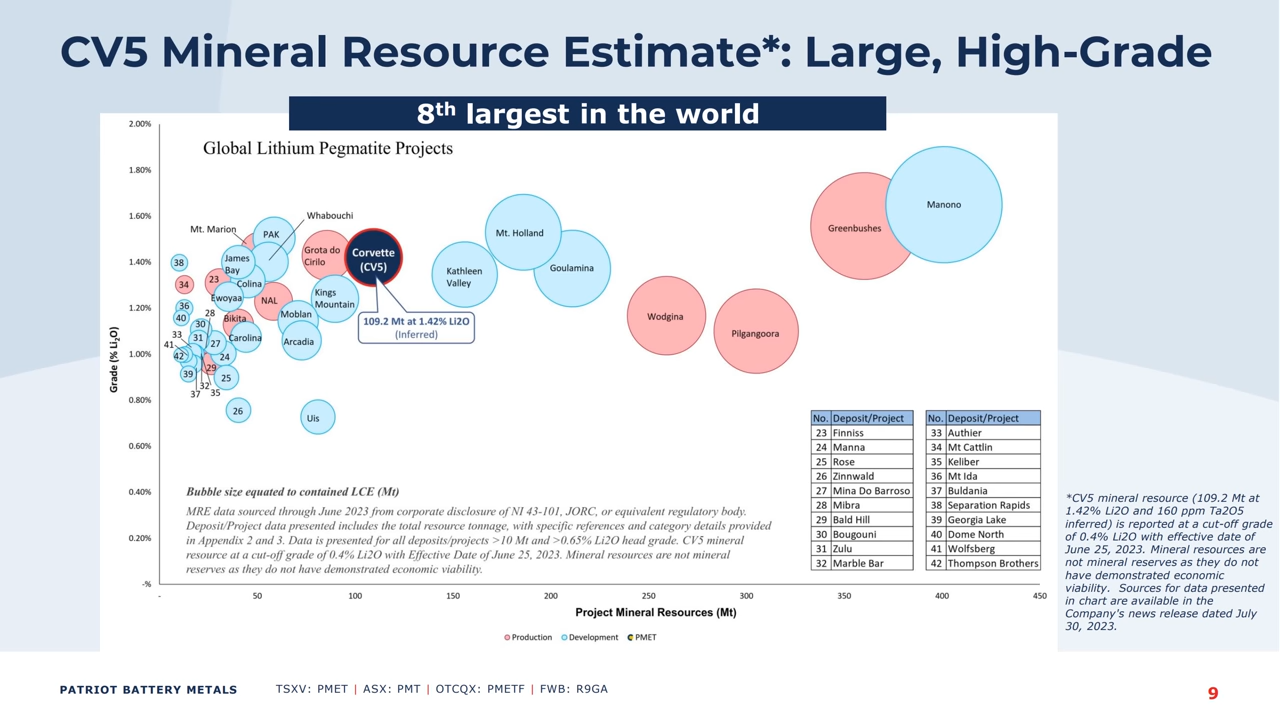 CV5 Mineral Resource Estimate*: Large, High-Grade
8th largest in the world
Global Lithium Pegmatite Projects
2.00%
1.80%
1.60%
1.40%
1.20%
1.00%
0.80%
0.60%
0.40%
0.20%
-%
Grade (% Li2O)
-
50
100
150
200
250
300
350
400
450
Project Mineral Resources (Mt)
Production
Development
PMET
Mt. Marion
PAK
Whabouchi
Grota do
Cirilo
Corvette
(CV5)
James
Bay
Colina
Ewoyaa
NAL
Kings
Mountain
Moblan
Bikita
Carolina
Arcadia
Uis
Kathleen
Valley
Mt. Holland
Goulamina
Wodgina
Pilgangoora
Greenbushes
Manono
38
34
23
36
40
28
30
33
31
41
27
42
24
29
39
25
32
37
35
26
109.2 Mt at 1.42% Li2O
(Inferred)
Bubble size equated to contained LCE (Mt)
MRE data sourced through June 2023 from corporate disclosure of NI 43-101, JORC, or equivalent regulatory body.
Deposit/Project data presented includes the total resource tonnage, with specific references and category details provided
in Appendix 2 and 3. Data is presented for all deposits/projects >10 Mt and >0.65% Li2O head grade. CV5 mineral
resource at a cut-off grade of 0.4% Li2O with Effective Date of June 25, 2023. Mineral resources are not mineral
reserves as they do not have demonstrated economic viability.
No. Deposit/Project
23 Finniss
24 Manna
25 Rose
26 Zinnwald
27 Mina Do Barroso
28 Mibra
29 Bald Hill
30 Bougouni
31 Zulu
32 Marble Bar
No. Deposit/Project
33 Authier
34 Mt Cattlin
35 Keliber
36 Mt Ida
37 Buldania
38 Separation Rapids
39 Georgia Lake
40 Dome North
41 Wolfsberg
42 Thompson Brothers
*CV5 mineral resource (109.2 Mt at
1.42% Li2O and 160 ppm Ta2O5
inferred) is reported at a cut-off grade
of 0.4% Li2O with effective date of
June 25, 2023. Mineral resources are
not mineral reserves as they do not
have demonstrated economic
viability. Sources for data presented
in chart are available in the
Company's news release dated July
30, 2023.
PATRIOT BATTERY METALS
TSXV: PMET | ASX: PMT | OTCQX: PMETF | FWB: R9GA
9